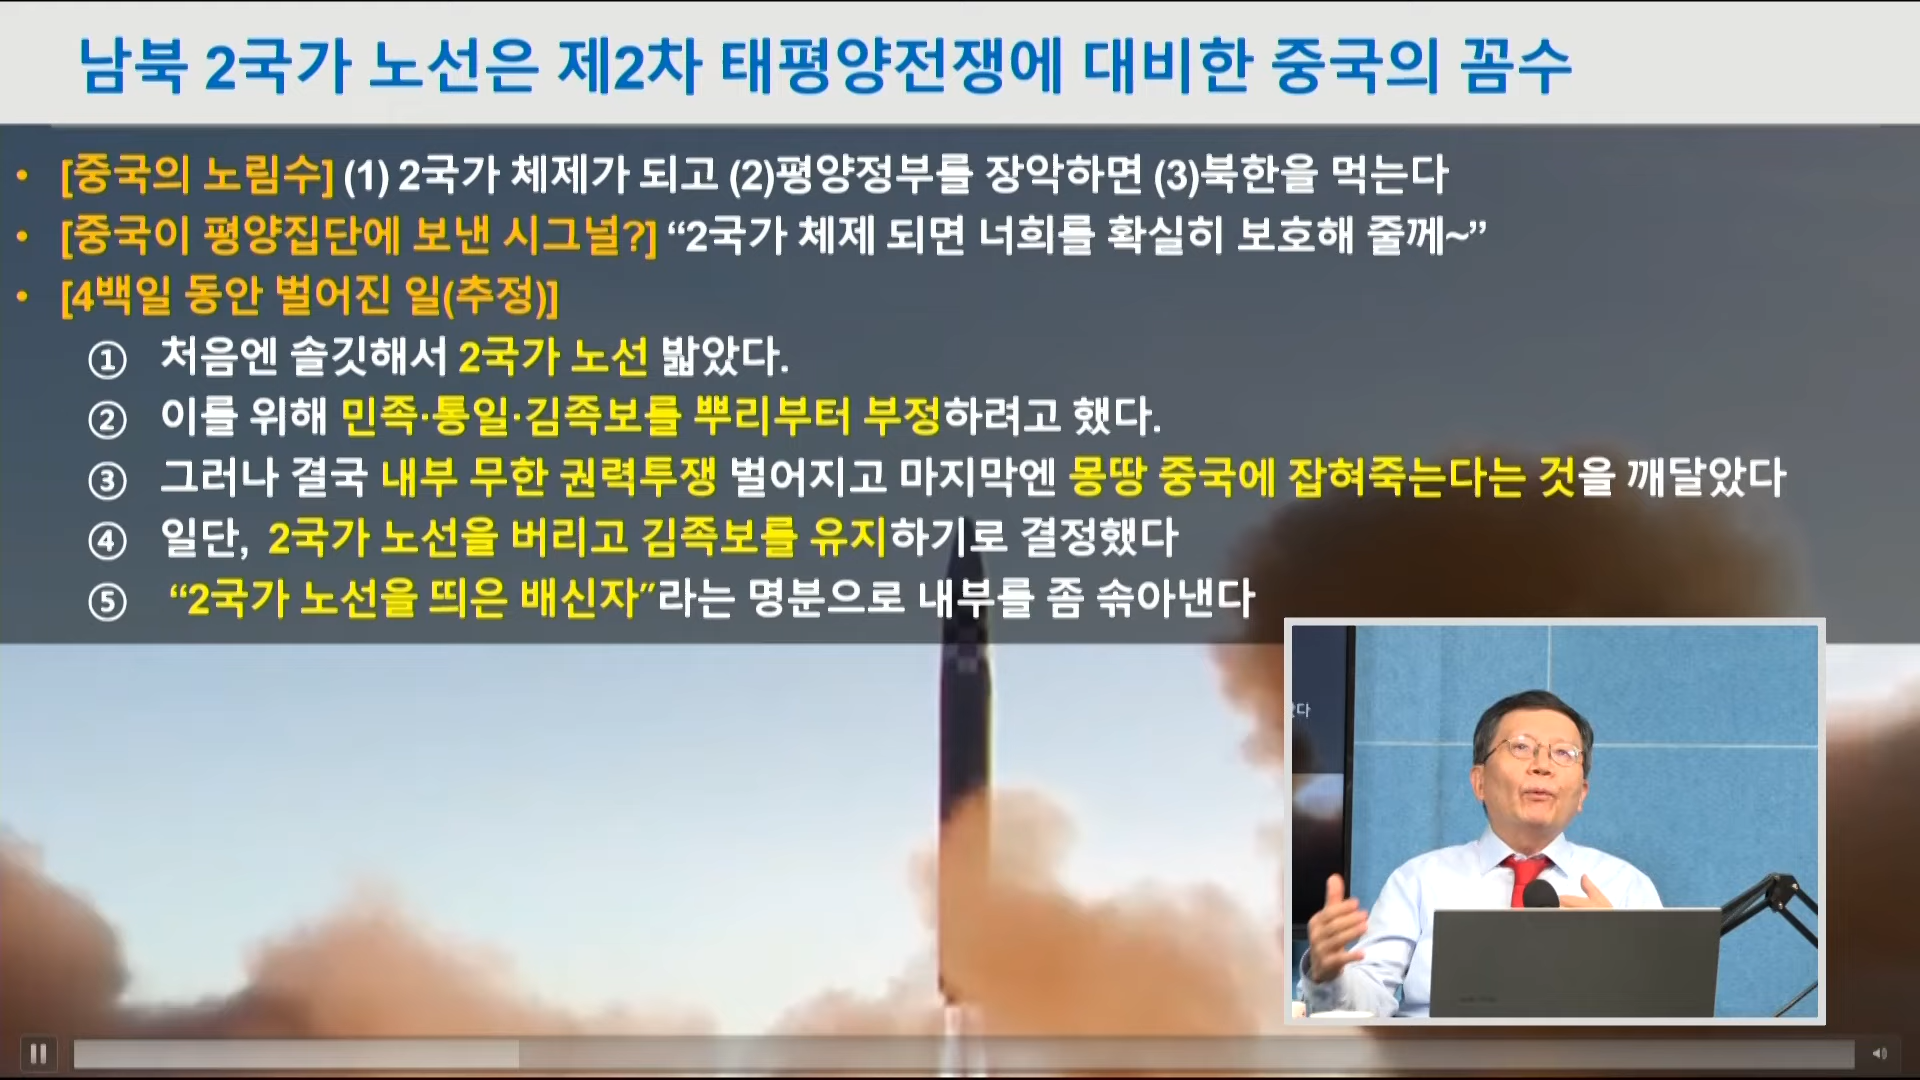 남북 2국가 노선은 제2차 태평양전쟁에 대비한 중국의 꼼수
• [중국의 노림수] (1) 2국가 체제가 되고 (2)평양정부를 장악하면 (3)북한을 먹는다
• [중국이 평양집단에 보낸 시그널?] “2국가 체제 되면 너희를 확실히 보호해 줄께~”
• [4백일 동안 벌어진 일(추정)]
① 처음엔 솔깃해서 2국가 노선 밟았다.
② 이를 위해 민족·통일·김족보를 뿌리부터 부정하려고 했다.
③ 그러나 결국 내부 무한 권력투쟁 벌어지고 마지막엔 몽땅 중국에 잡혀죽는다는 것을 깨달았다
④ 일단, 2국가 노선을 버리고 김족보를 유지하기로 결정했다
⑤ “2국가 노선을 띄은 배신자”라는 명분으로 내부를 좀 솎아낸다
았다